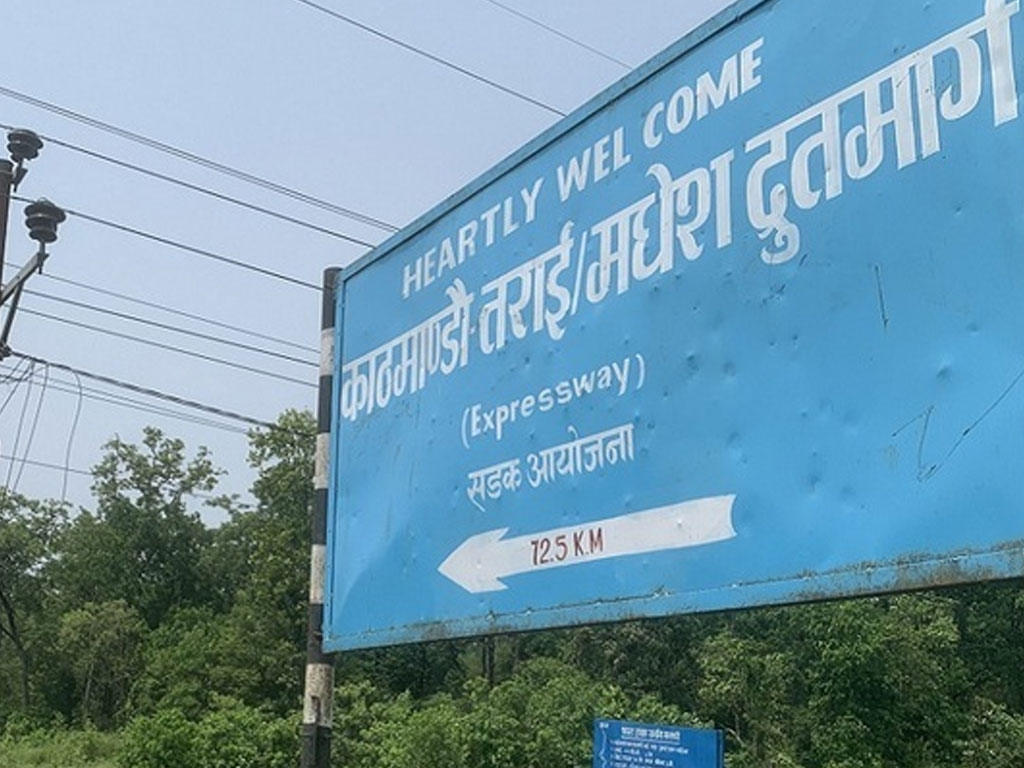 HEARTLY WEL COME
काठमाण्डौ-तराई/मधेश द्रुतमार्ग
(Expressway)
सडक आयोजना
72.5 K.M